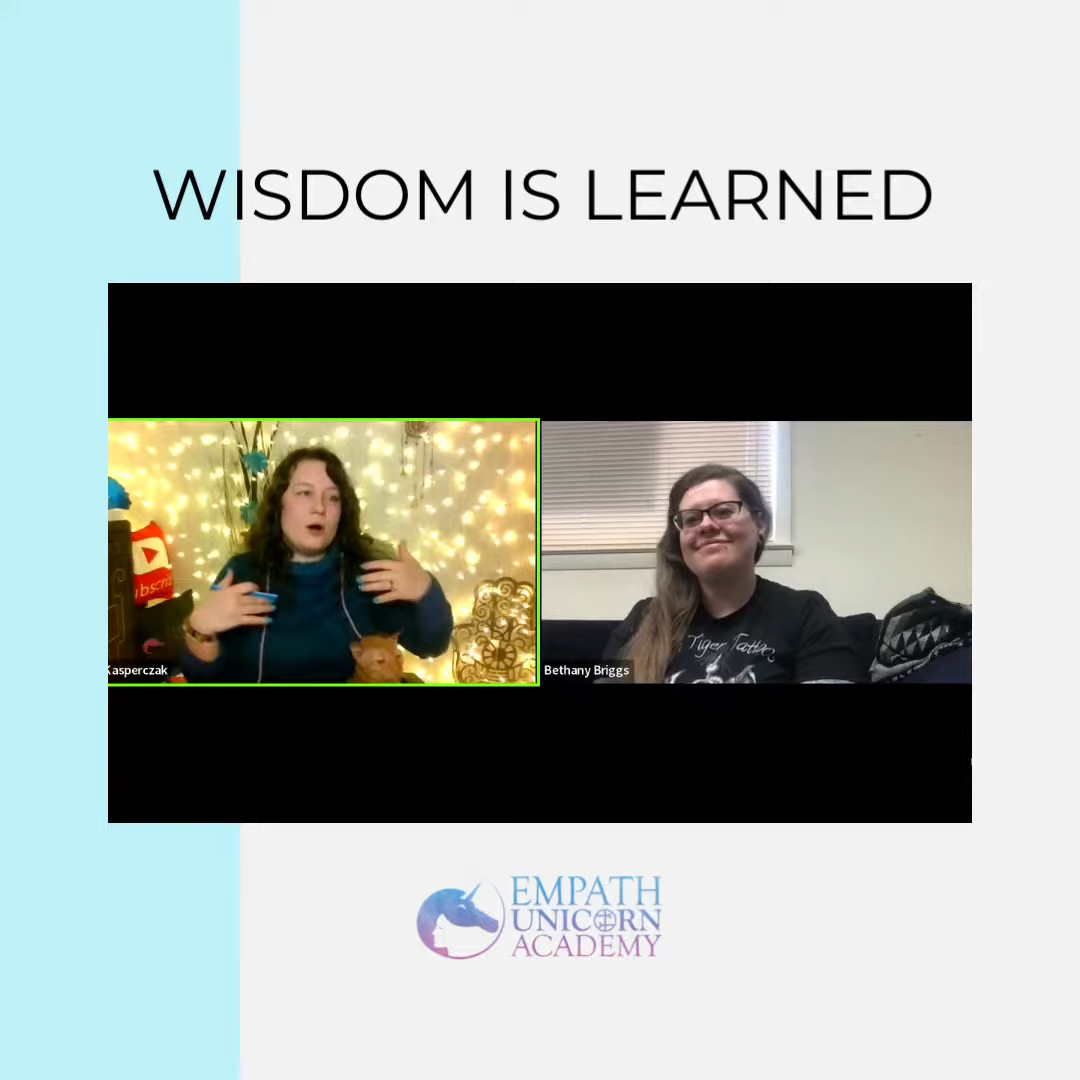 WISDOM IS LEARNED
Kasperczak
Bethany Briggs
Tiger Tattoo
EMPATH
UNICORN
ACADEMY